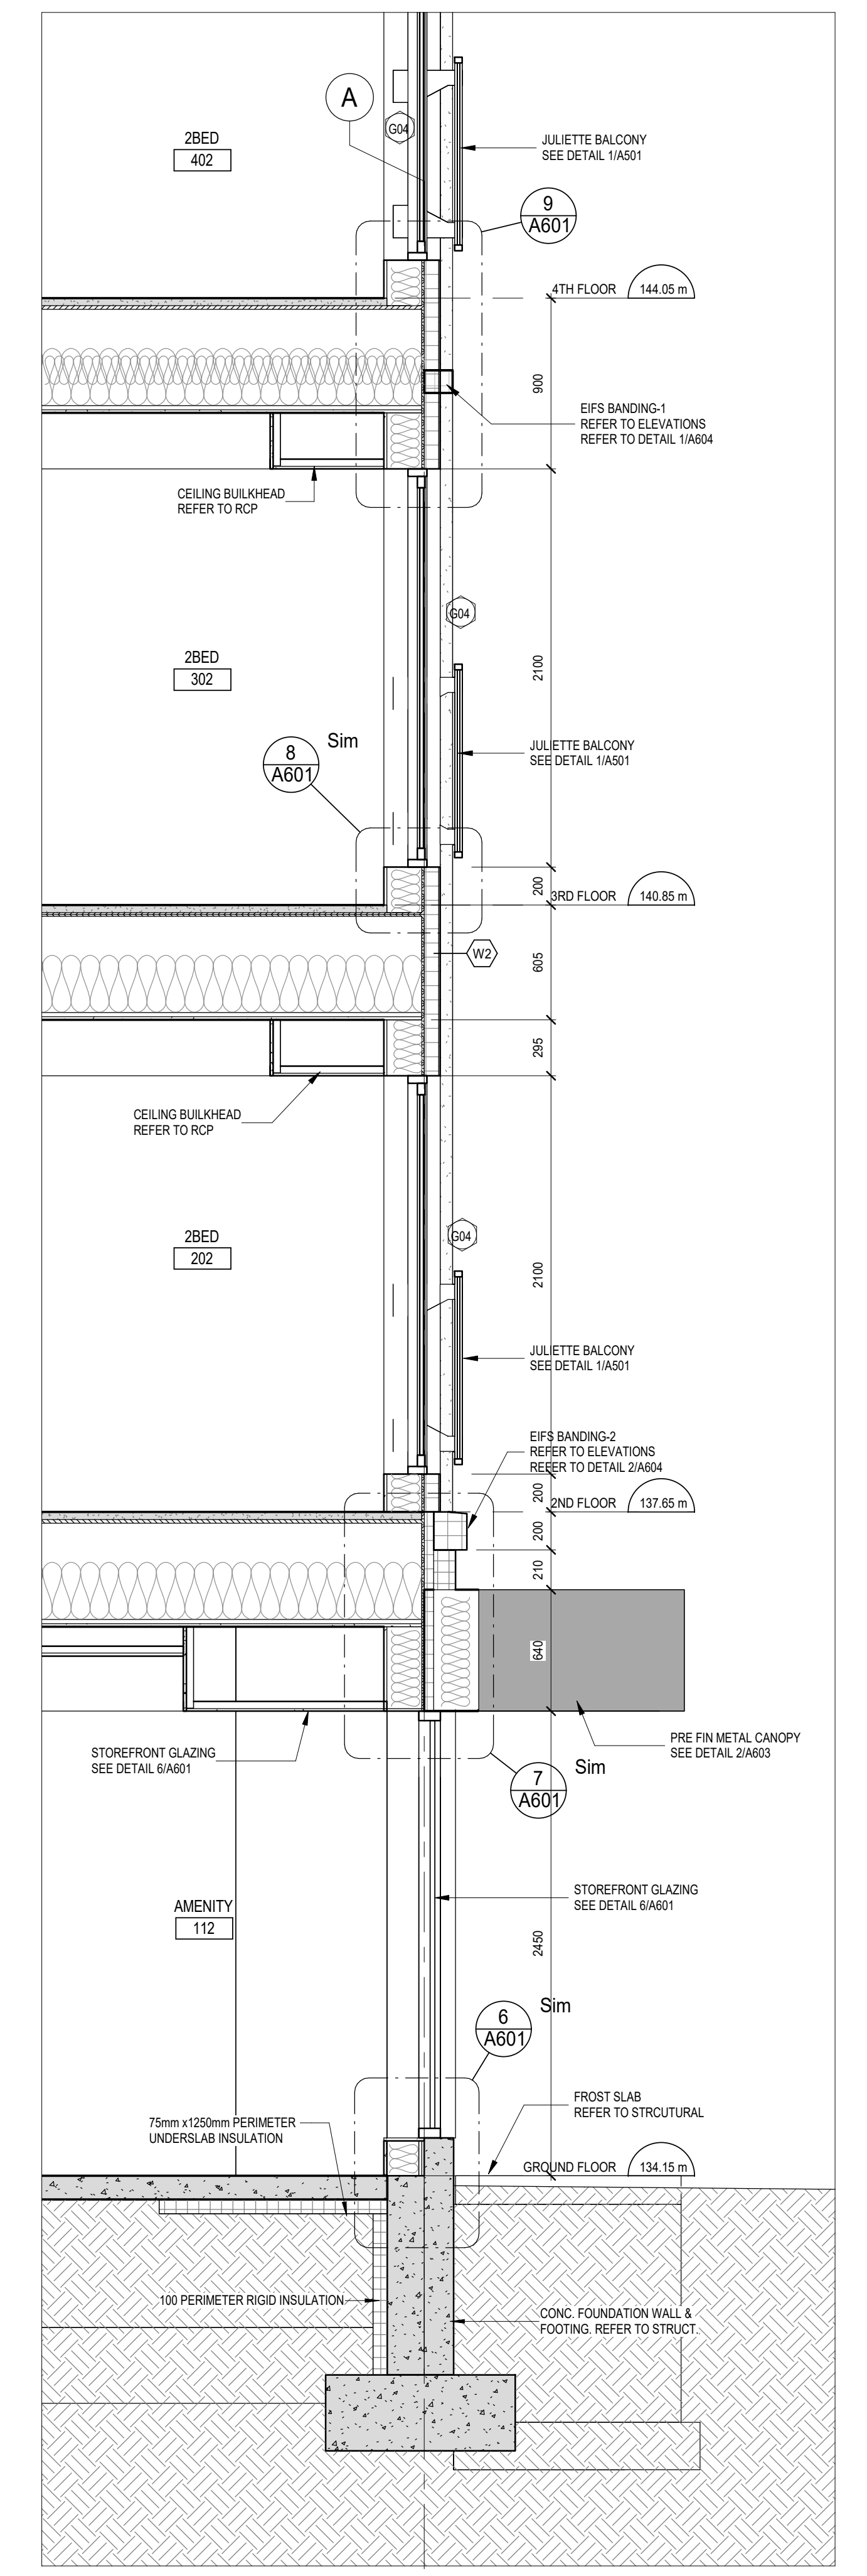 A
G04
2BED
402
JULIETTE BALCONY
SEE DETAIL 1/A501
9
A601
4TH FLOOR 144.05 m
900
EIFS BANDING-1
REFER TO ELEVATIONS
REFER TO DETAIL 1/A604
CEILING BUILKHEAD
REFER TO RCP
G04
2BED
302
2100
Sim
8
A601
JULIETTE BALCONY
SEE DETAIL 1/A501
200
3RD FLOOR 140.85 m
W2
605
295
CEILING BUILKHEAD
REFER TO RCP
2BED
202
G04
2100
JULIETTE BALCONY
SEE DETAIL 1/A501
EIFS BANDING-2
REFER TO ELEVATIONS
REFER TO DETAIL 2/A604
200
2ND FLOOR 137.65 m
200
210
640
STOREFRONT GLAZING
SEE DETAIL 6/A601
PRE FIN METAL CANOPY
SEE DETAIL 2/A603
Sim
7
A601
STOREFRONT GLAZING
SEE DETAIL 6/A601
AMENITY
112
2450
Sim
6
A601
FROST SLAB
REFER TO STRCUTURAL
75mm x1250mm PERIMETER
UNDERSLAB INSULATION
GROUND FLOOR 134.15 m
100 PERIMETER RIGID INSULATION
CONC. FOUNDATION WALL &
FOOTING. REFER TO STRUCT.